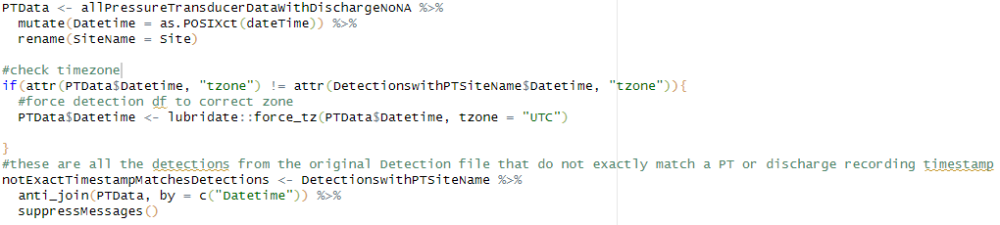 PTData <- allPressureTransducerDataWithDischargeNoNA %>%
  mutate(Datetime = as.POSIXct(dateTime)) %>%
  rename(SiteName = Site)

#check timezone
if(attr(PTData$Datetime, "tzone") != attr(DetectionswithPTSiteName$Datetime, "tzone")){
  #force detection df to correct zone
  PTData$Datetime <- lubridate::force_tz(PTData$Datetime, tzone = "UTC")

}
#these are all the detections from the original Detection file that do not exactly match a PT or discharge recording timestamp
notExactTimestampMatchesDetections <- DetectionswithPTSiteName %>%
  anti_join(PTData, by = c("Datetime")) %>%
  suppressMessages()